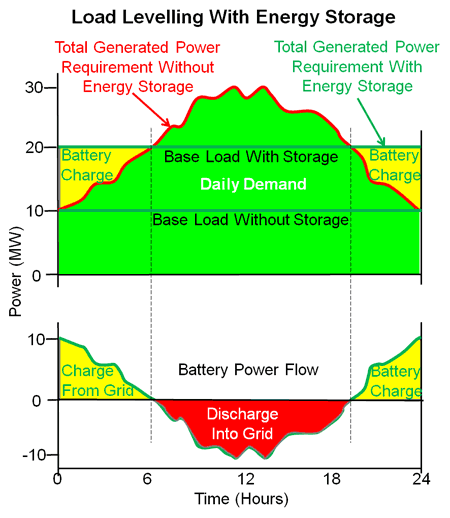 Load Levelling With Energy Storage
Total Generated Power
Requirement Without
Energy Storage
Total Generated Power
Requirement With
Energy Storage
30
20
10
0
Power (MW)
Battery
Charge
Base Load With Storage
Daily Demand
Base Load Without Storage
Battery
Charge
10
0
-10
Charge
From Grid
Battery Power Flow
Discharge
Into Grid
Battery
Charge
0
6
12
18
24
Time (Hours)